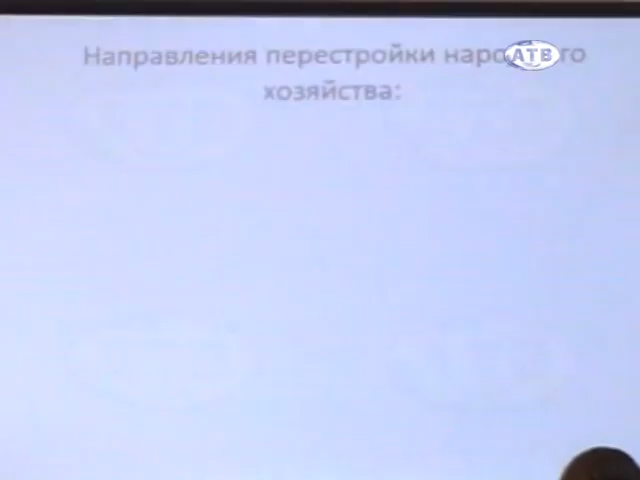 Направления перестройки
АТВ
хозяйства: